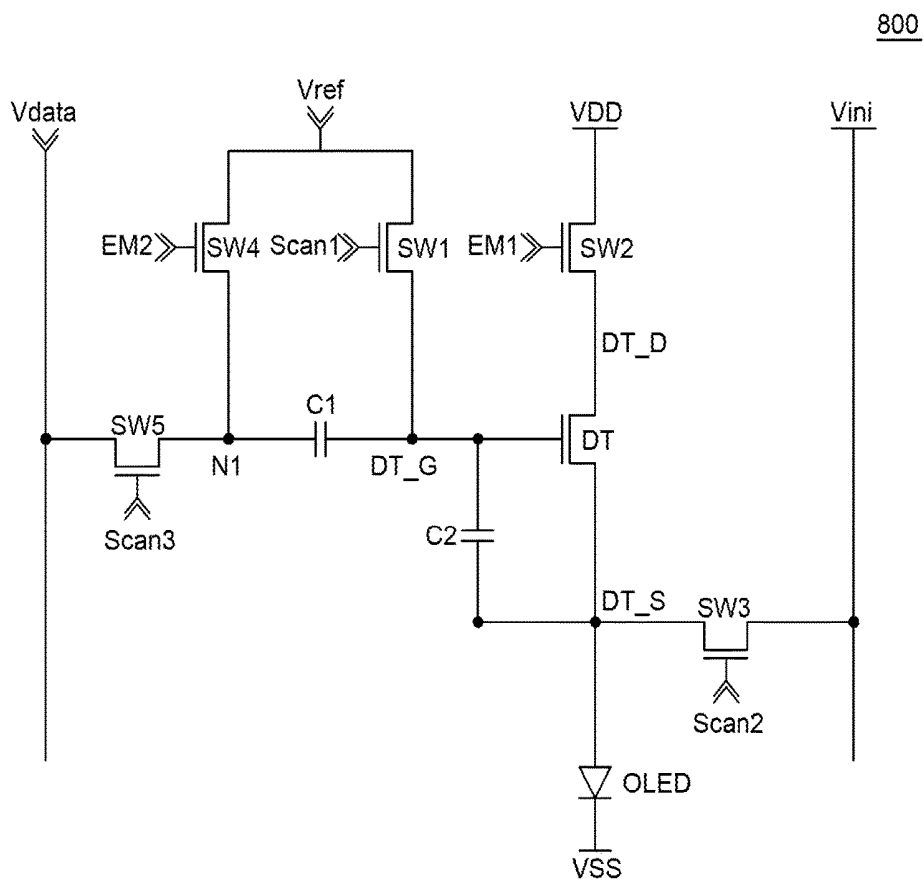 800
Vref
Vdata
VDD
Vini
EM2
SW4
Scan1
SW1
EM1
SW2
DT_D
C1
SW5
DT
N1
DT_G
Scan3
C2
DT_S
SW3
Scan2
OLED
VSS